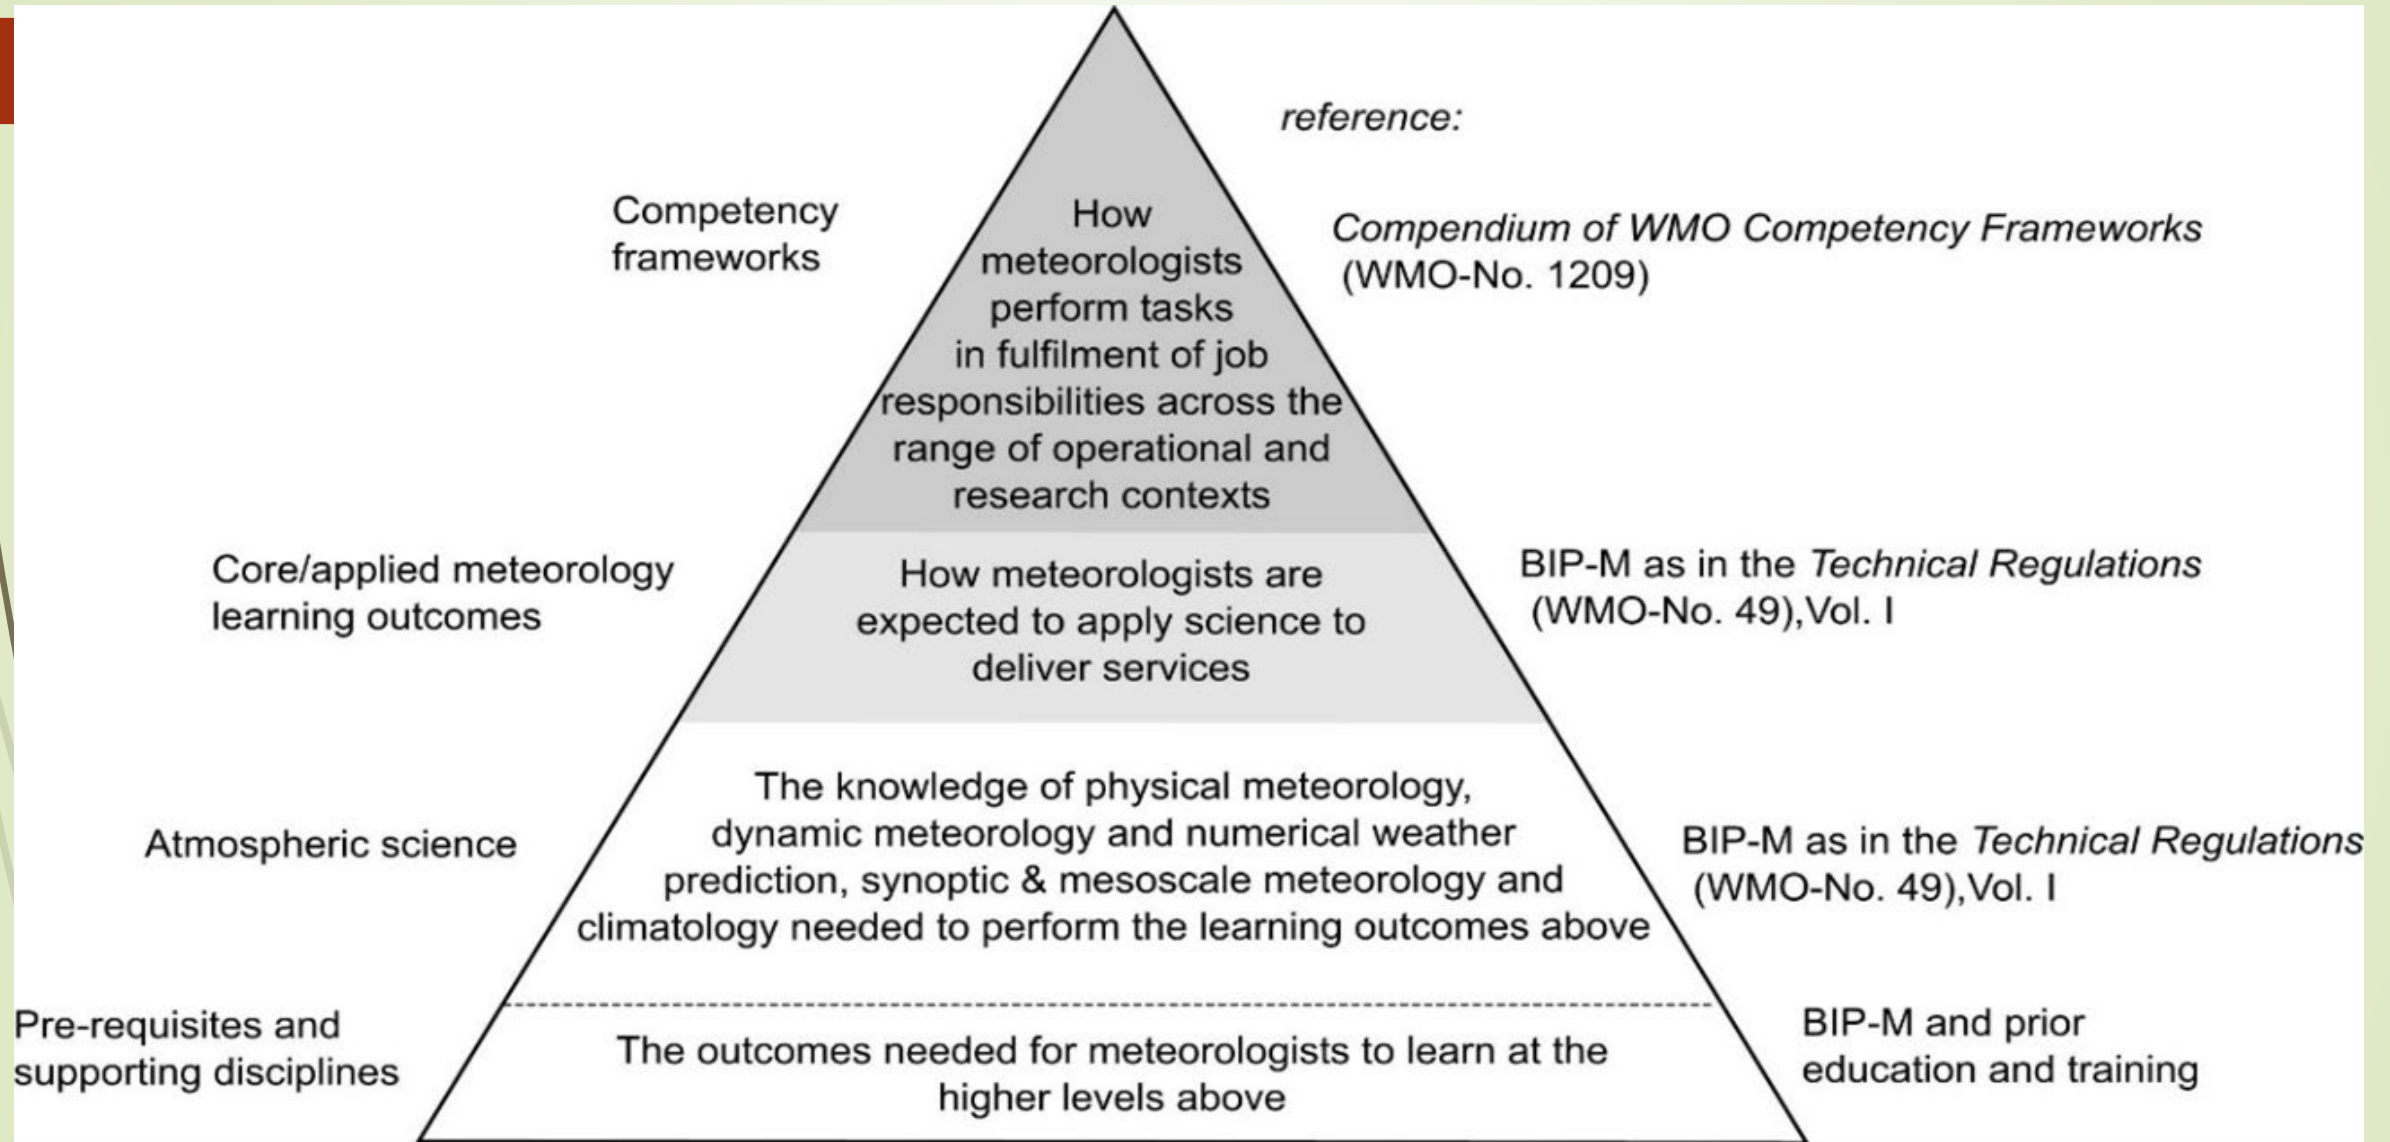 reference:
Competency
frameworks
How
meteorologists
perform tasks
in fulfilment of job
responsibilities across the
range of operational and
research contexts
Compendium of WMO Competency Frameworks
(WMO-No. 1209)
Core/applied meteorology
learning outcomes
How meteorologists are
expected to apply science to
deliver services
BIP-M as in the Technical Regulations
(WMO-No. 49),Vol. I
Atmospheric science
The knowledge of physical meteorology,
dynamic meteorology and numerical weather
prediction, synoptic & mesoscale meteorology and
climatology needed to perform the learning outcomes above
BIP-M as in the Technical Regulations
(WMO-No. 49),Vol. I
Pre-requisites and
supporting disciplines
The outcomes needed for meteorologists to learn at the
higher levels above
BIP-M and prior
education and training